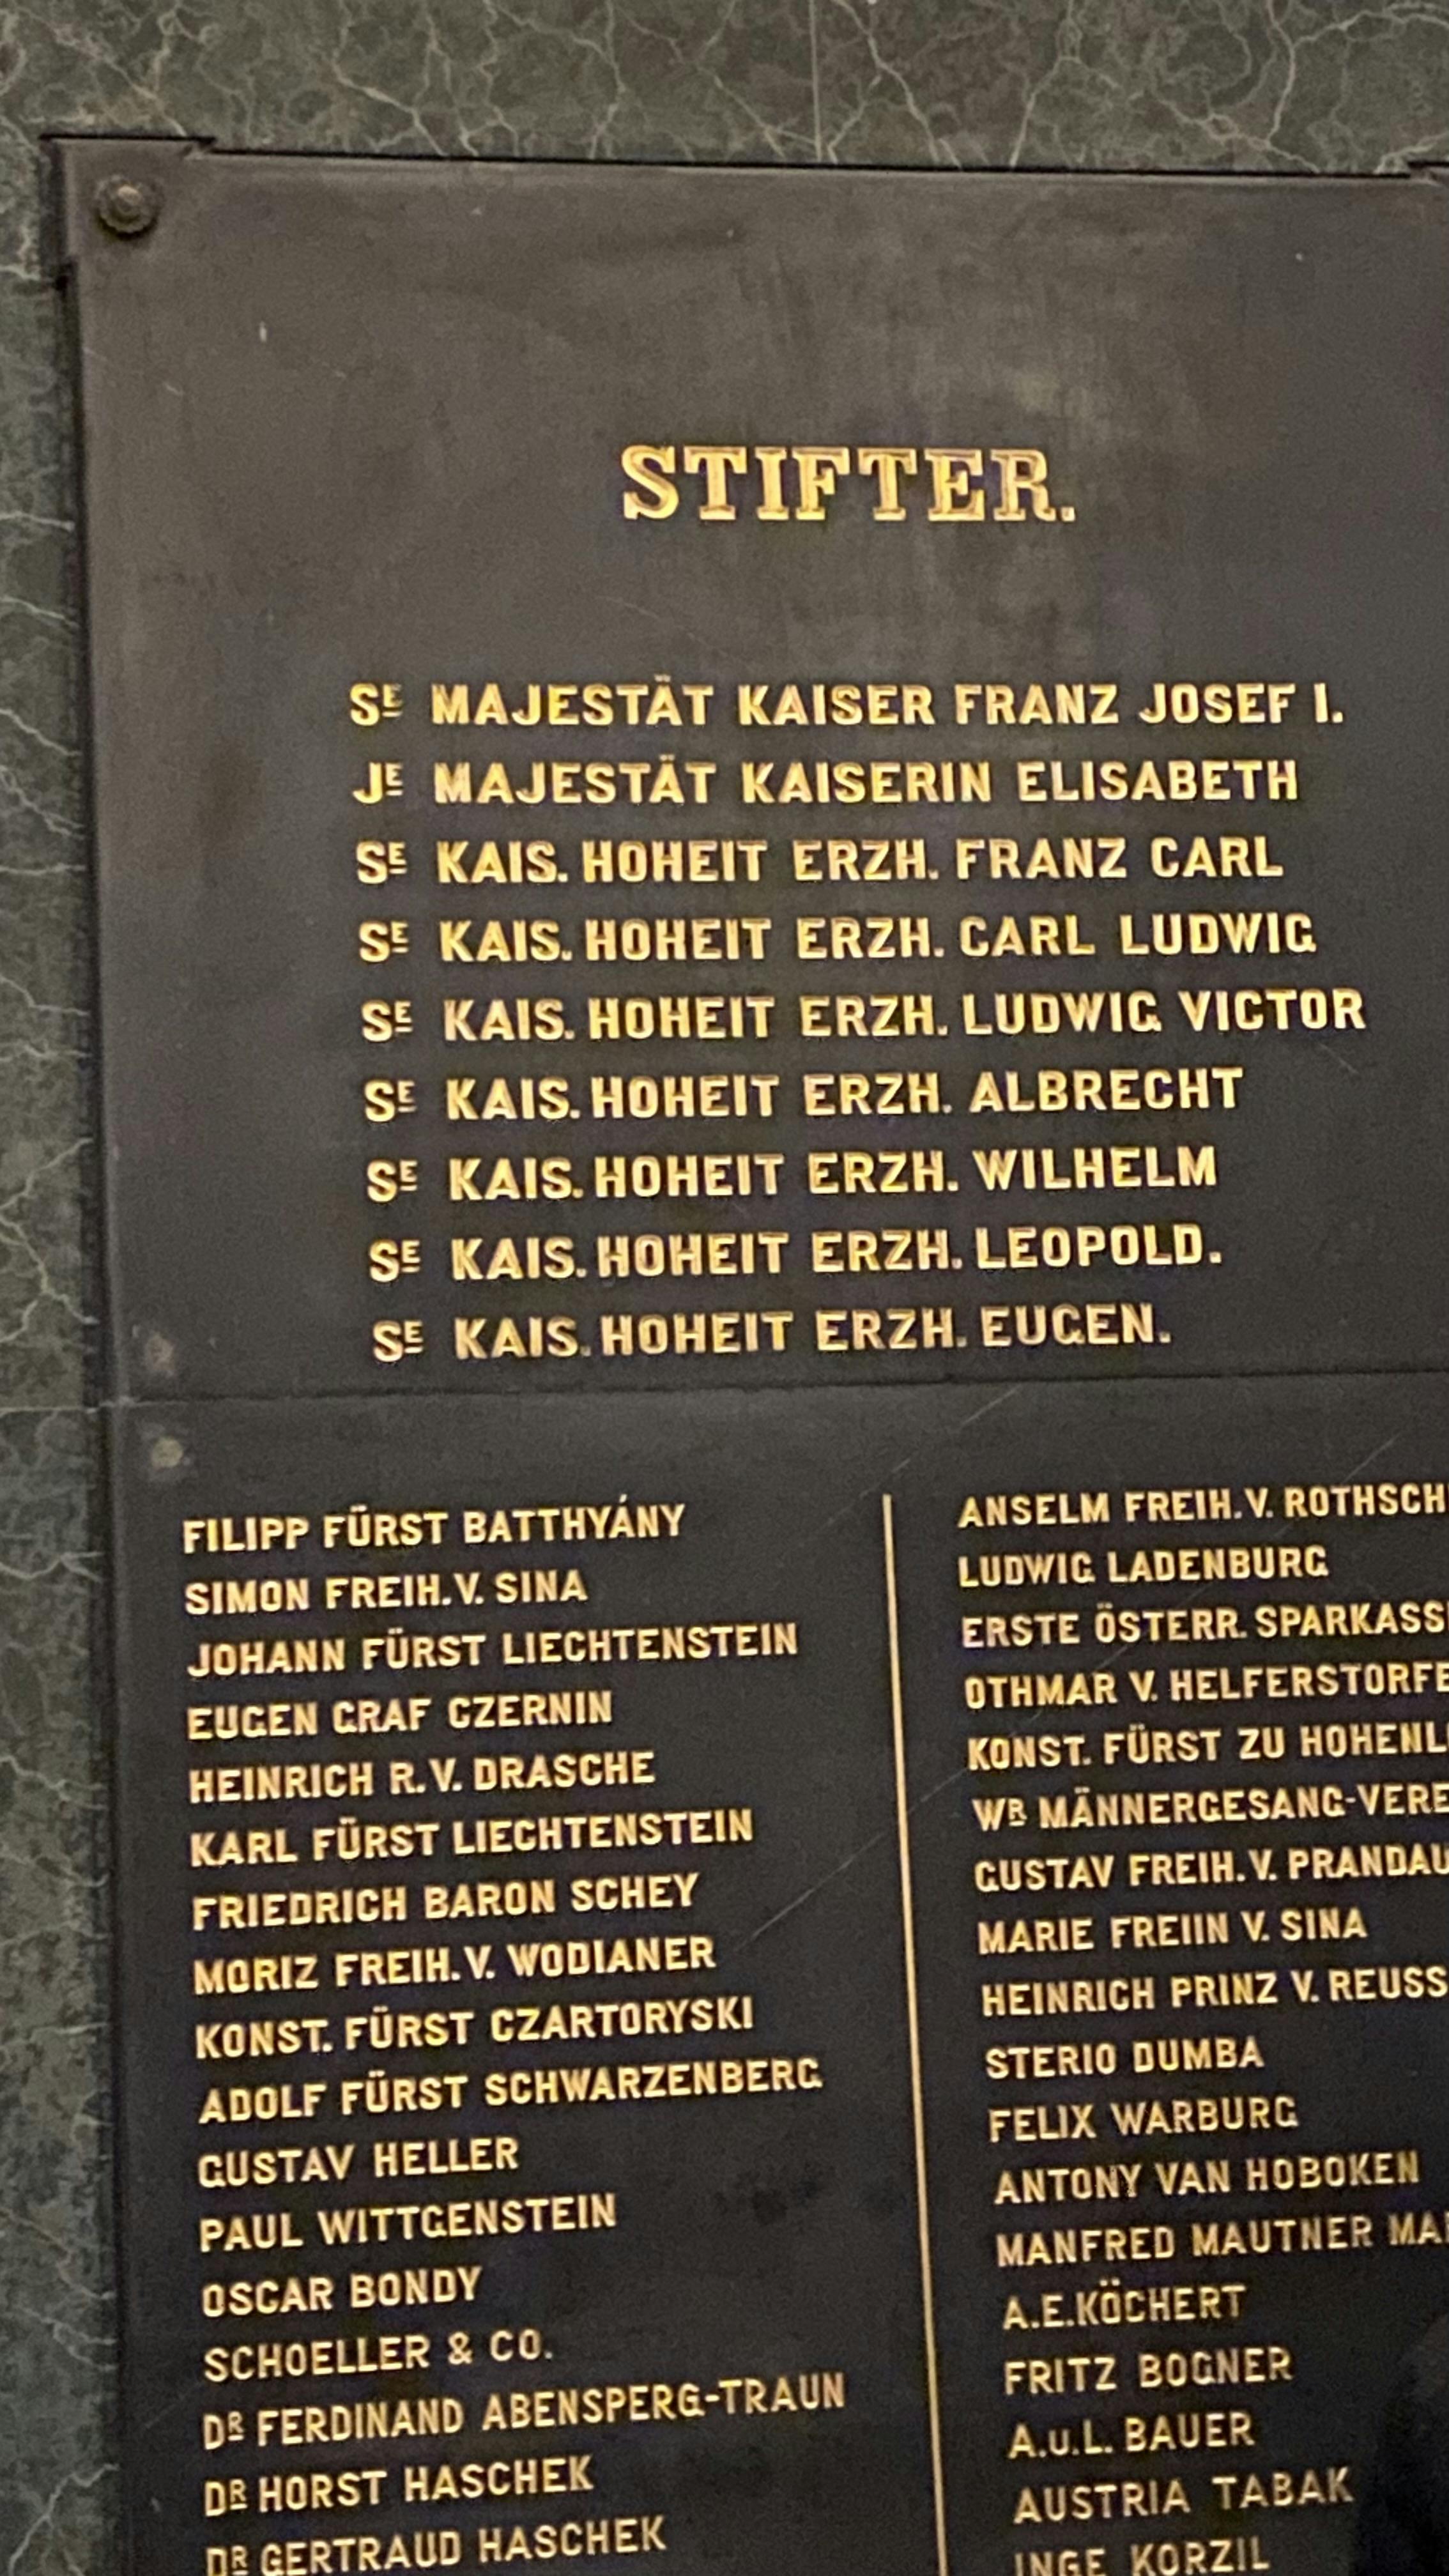 STIFTER.
SE MAJESTÄT KAISER FRANZ JOSEF I.
JE MAJESTÄT KAISERIN ELISABETH
SE KAIS. HOHEIT ERZH. FRANZ CARL
SE KAIS. HOHEIT ERZH. CARL LUDWIG
SE KAIS. HOHEIT ERZH. LUDWIG VICTOR
SE KAIS. HOHEIT ERZH. ALBRECHT
SE KAIS. HOHEIT ERZH. WILHELM
SE KAIS. HOHEIT ERZH. LEOPOLD.
SE KAIS. HOHEIT ERZH. EUGEN.
FILIPP FÜRST BATTHYÁNY
SIMON FREIH. V. SINA
JOHANN FÜRST LIECHTENSTEIN
EUGEN GRAF CZERNIN
HEINRICH R. V. DRASCHE
KARL FÜRST LIECHTENSTEIN
FRIEDRICH BARON SCHEY
MORIZ FREIH. V. WODIANER
KONST. FÜRST CZARTORYSKI
ADOLF FÜRST SCHWARZENBERG
GUSTAV HELLER
PAUL WITTGENSTEIN
OSCAR BONDY
SCHOELLER & CO.
DR FERDINAND ABENSPERG-TRAUN
DR HORST HASCHEK
DR GERTRAUD HASCHEK
ANSELM FREIH. V. ROTHSCH
LUDWIG LADENBURG
ERSTE ÖSTERR. SPARKASS
OTHMAR V. HELFERSTORFE
KONST. FÜRST ZU HOHENL
WR MÄNNERGESANG-VERE
GUSTAV FREIH. V. PRANDAU
MARIE FREIIN V. SINA
HEINRICH PRINZ V. REUSS
STERIO DUMBA
FELIX WARBURG
ANTONY VAN HOBOKEN
MANFRED MAUTNER MA
A.E. KÖCHERT
FRITZ BOGNER
A.u.L. BAUER
AUSTRIA TABAK
INGE KORZIL